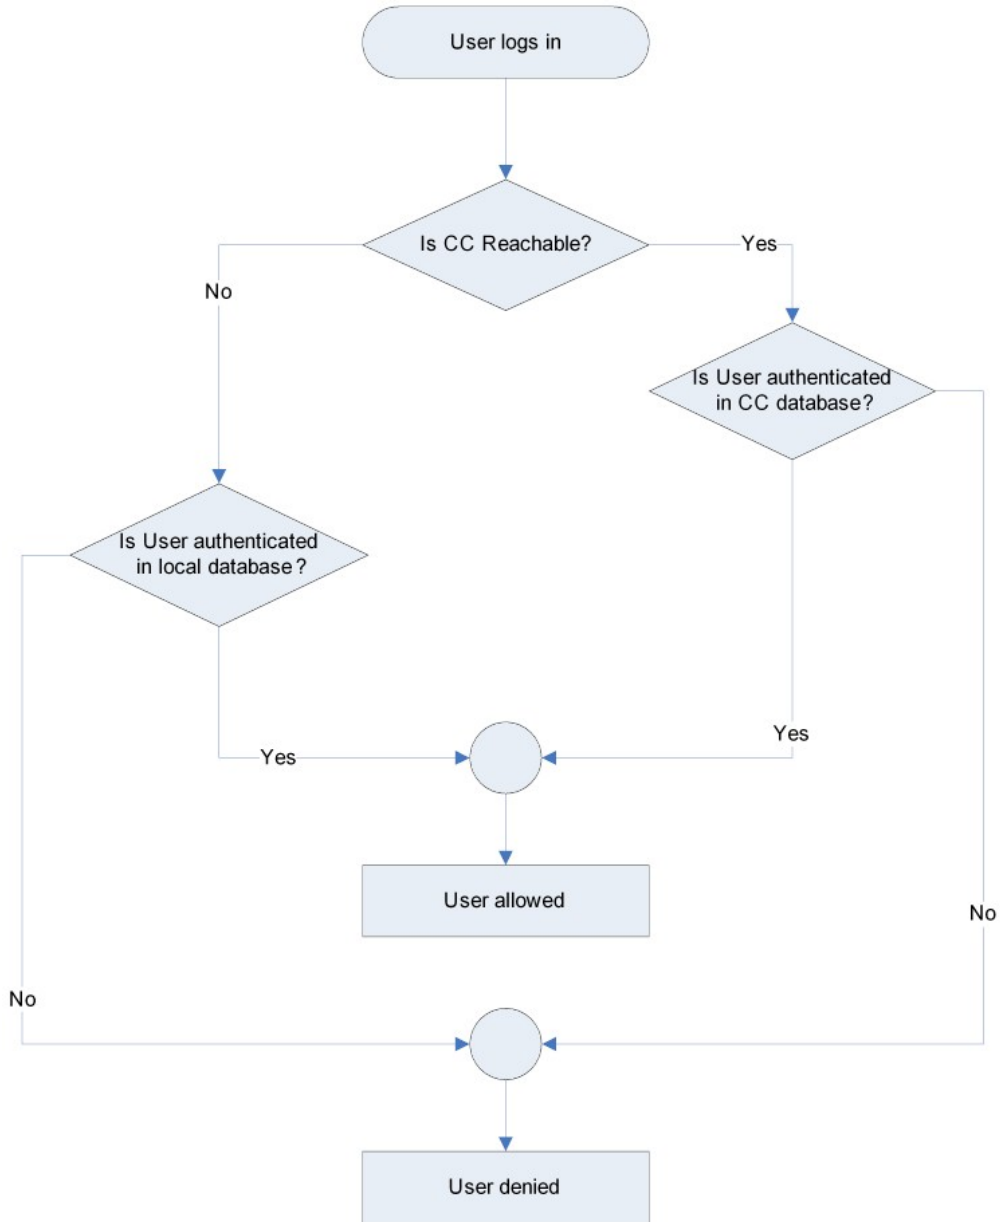 User logs in
Is CC Reachable?
Yes
No
Is User authenticated
in CC database?
Is User authenticated
in local database?
Yes
Yes
User allowed
No
No
User denied